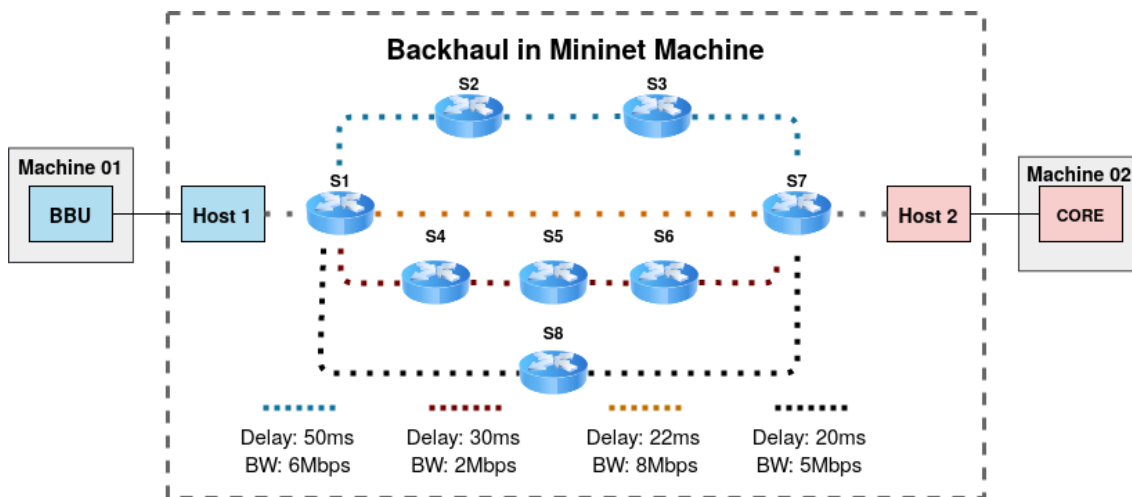 Backhaul in Mininet Machine
S2
S3
Machine 01
BBU
Host 1
S1
S7
Host 2
Machine 02
CORE
S4
S5
S6
S8
Delay: 50ms
BW: 6Mbps
Delay: 30ms
BW: 2Mbps
Delay: 22ms
BW: 8Mbps
Delay: 20ms
BW: 5Mbps